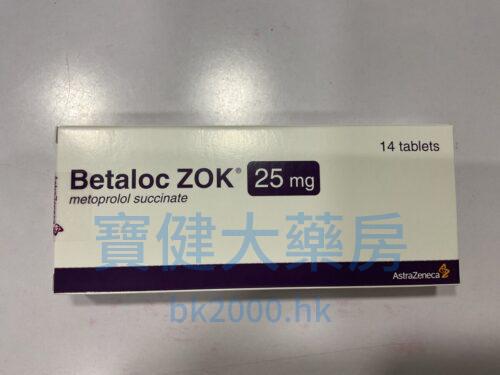 14 tablets
Betaloc ZOK® 25 mg
metoprolol succinate
寶健大藥房
AstraZeneca
bk2000.hk